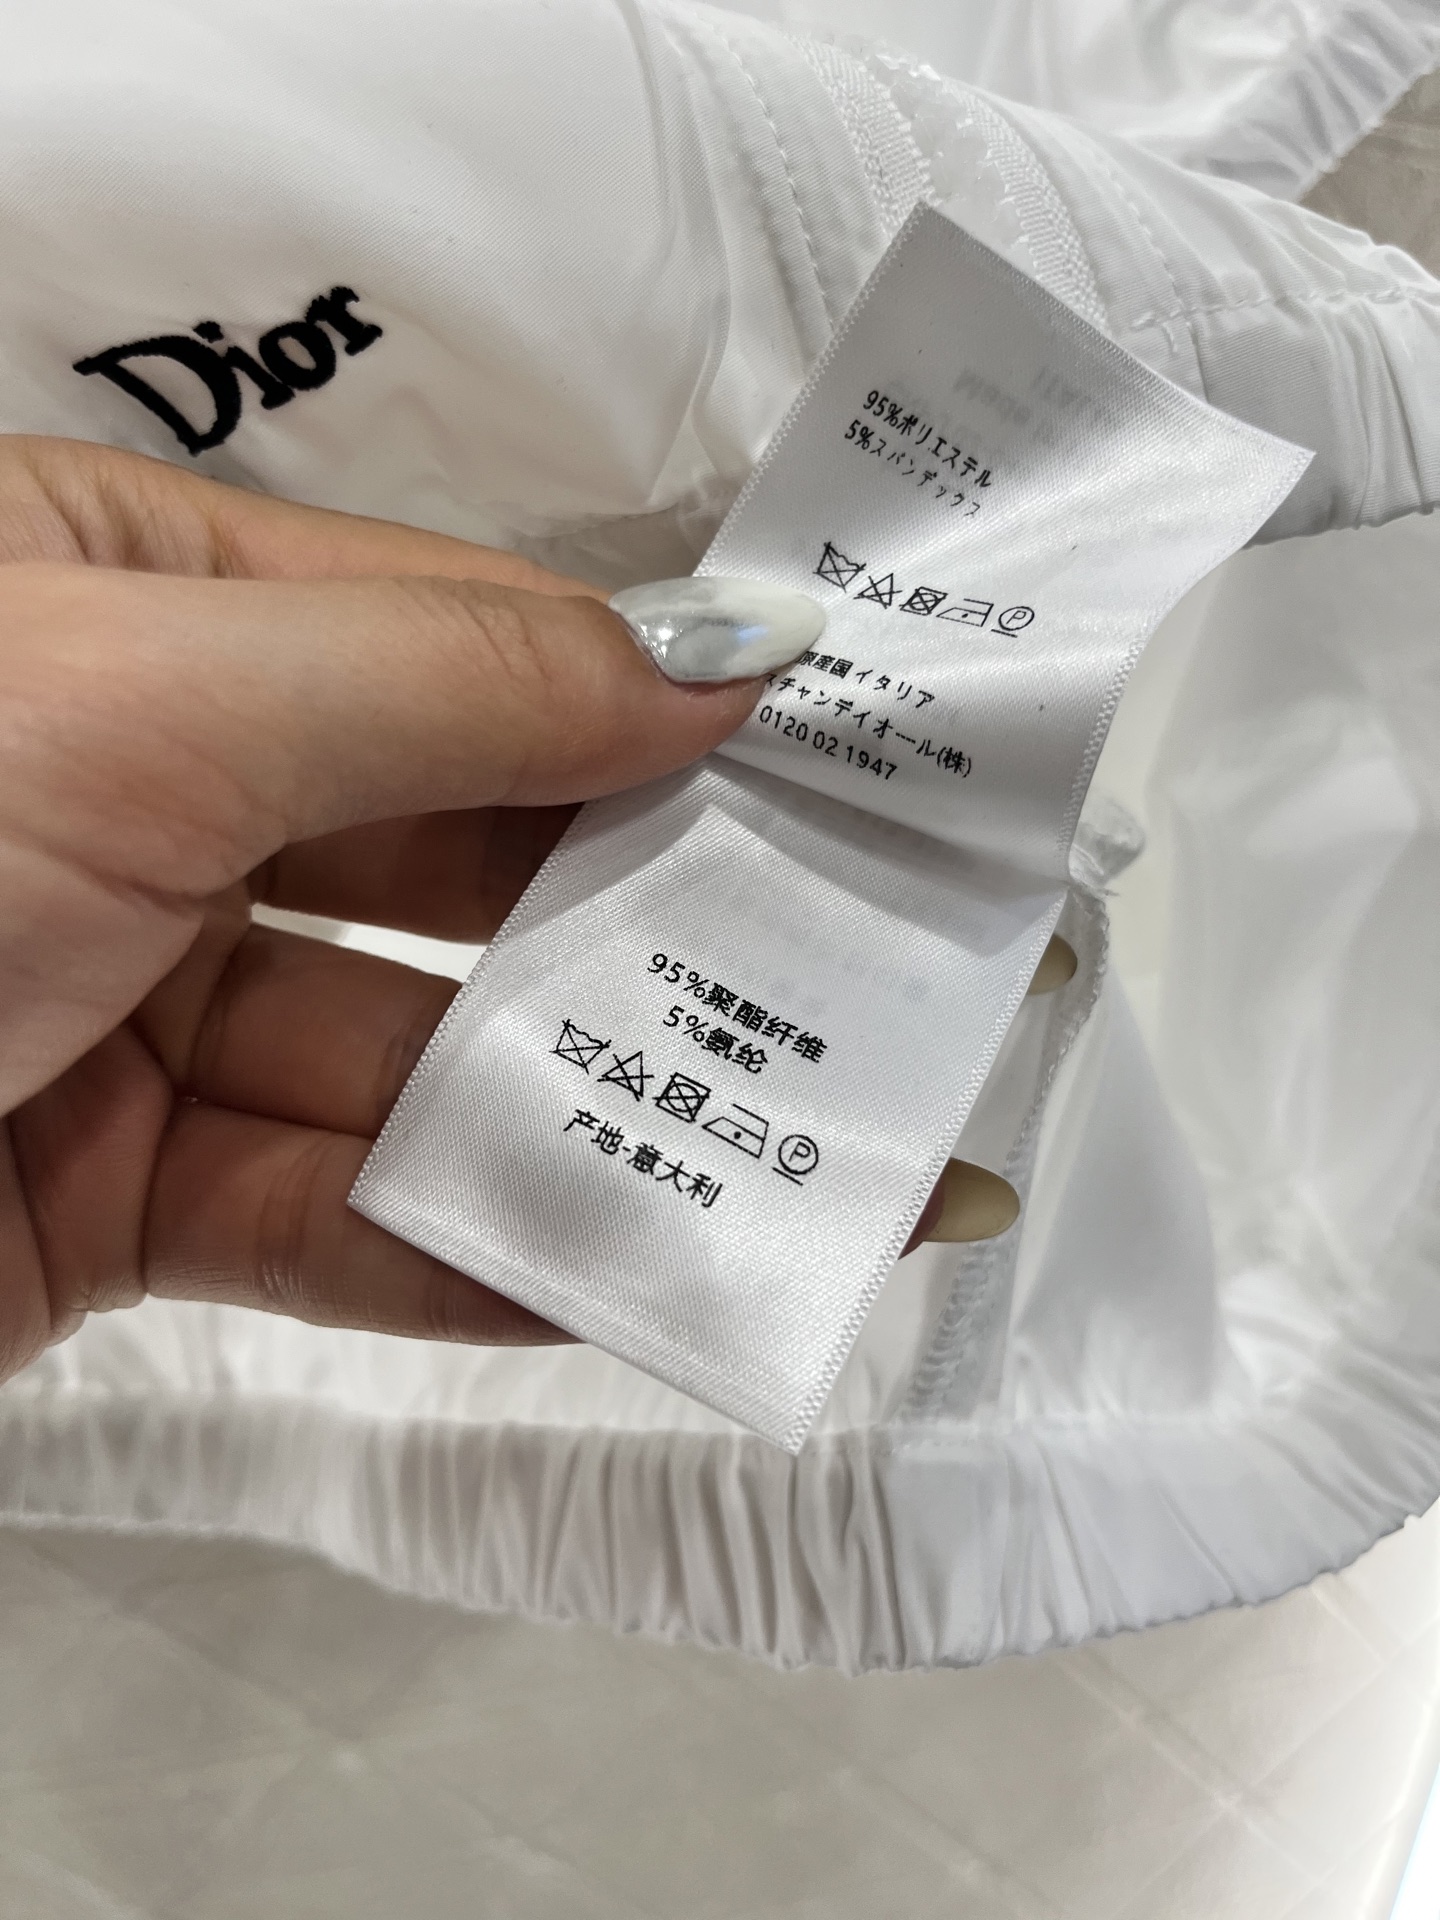 Dior
95%ポリエステル
5%スパンデックス
P
原産国イタリア
スチャンディオール(株)
0120 02 1947
95%聚酯纤维
5%氨纶
P
产地-意大利